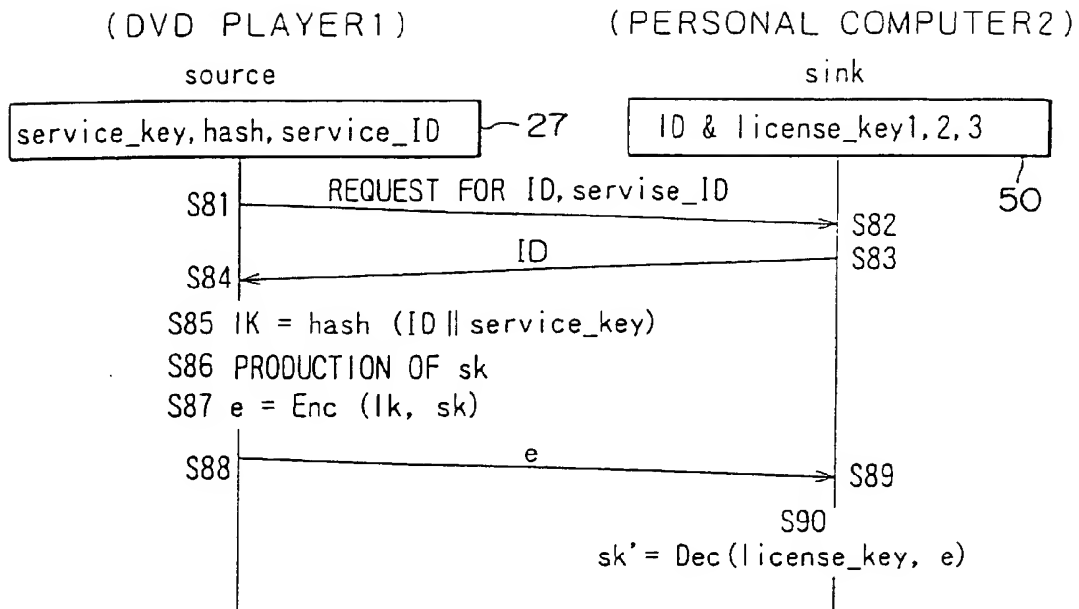 (DVD PLAYER1) (PERSONAL COMPUTER2)
source sink
service_key, hash, service_ID 27 ID & license_key1, 2, 3
50
S81 REQUEST FOR ID, servise_ID S82
S84 ID S83
S85 lK = hash (ID || service_key)
S86 PRODUCTION OF sk
S87 e = Enc (lk, sk)
S88 e S89
S90
sk' = Dec(license_key, e)